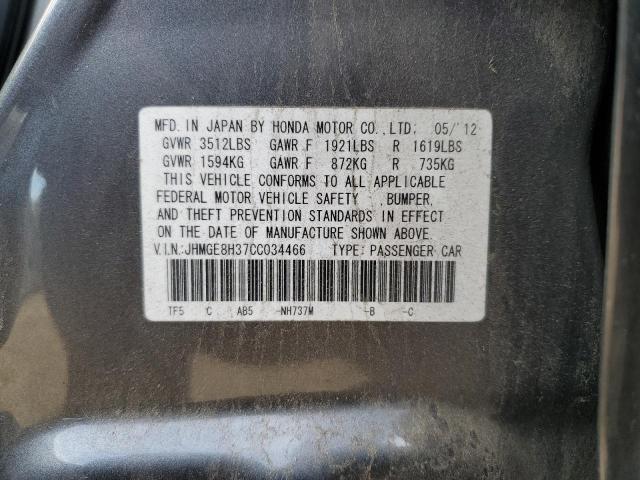 MFD. IN JAPAN BY HONDA MOTOR CO.,LTD; 05/'12
GVWR 3512LBS GAWR F 1921LBS R 1619LBS
GVWR 1594KG GAWR F 872KG R 735KG
THIS VEHICLE CONFORMS TO ALL APPLICABLE
FEDERAL MOTOR VEHICLE SAFETY ,BUMPER,
AND THEFT PREVENTION STANDARDS IN EFFECT
ON THE DATE OF MANUFACTURE SHOWN ABOVE.
V.I.N:JHMGE8H37CC034466 TYPE: PASSENGER CAR
TF5 C AB5 -NH737M -B -C